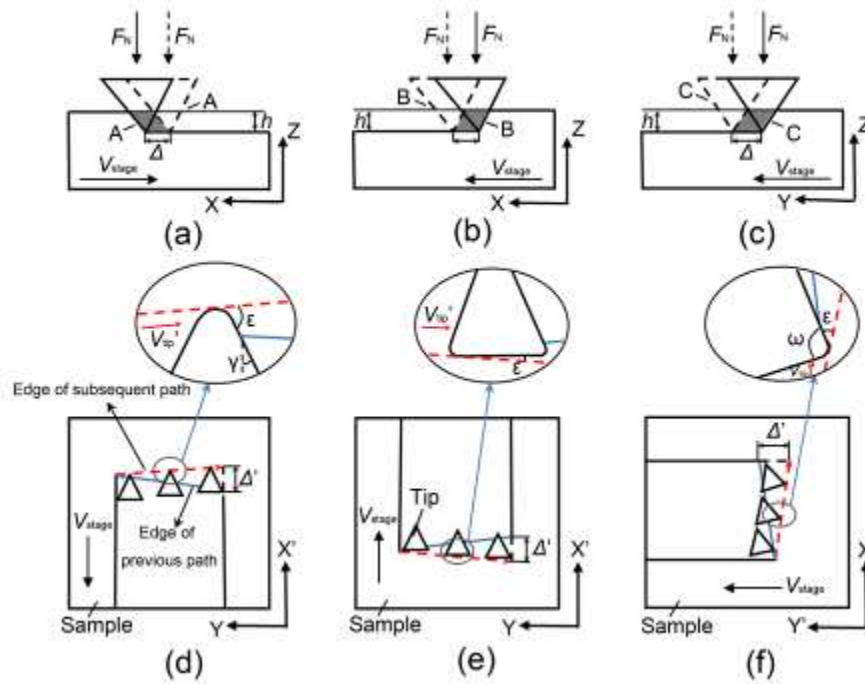 F_N F_N
A
A
h
Δ
V_stage
Z
X
(a)
F_N F_N
B
h
B
V_stage
Z
X
(b)
F_N F_N
C
h
C
Δ
V_stage
Z
Y
(c)
V_tip'
ε
Edge of subsequent path
Δ'
V_stage
Edge of
previous path
X'
Sample
Y
(d)
V_tip'
ε
Tip
V_stage
Δ'
X'
Sample
Y
(e)
ε
ω
Δ'
V_stage
X
Sample
Y'
(f)